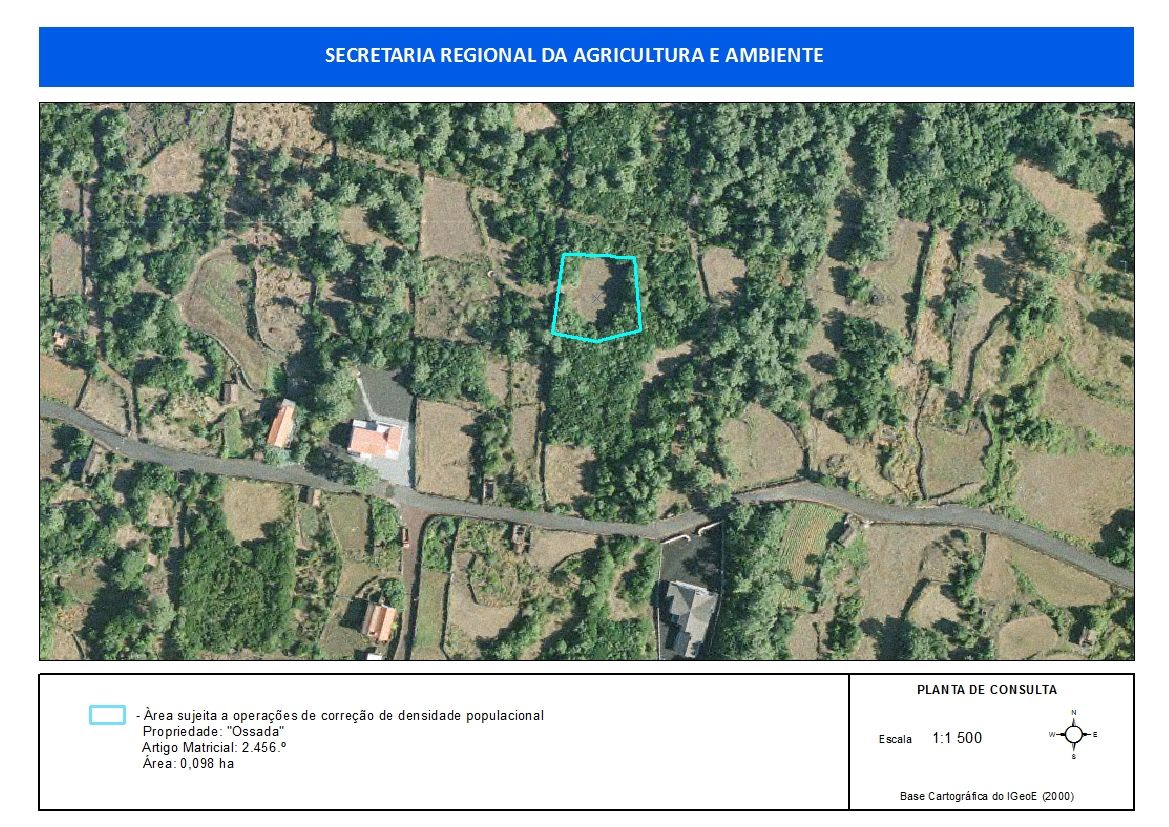 SECRETARIA REGIONAL DA AGRICULTURA E AMBIENTE
- Àrea sujeita a operações de correção de densidade populacional
Propriedade: "Ossada"
Artigo Matricial: 2.456.º
Área: 0,098 ha
PLANTA DE CONSULTA
N
W E
S
Escala 1:1 500
Base Cartográfica do IGeoE (2000)